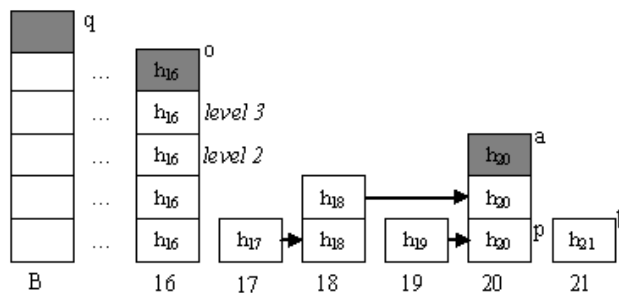 q
o
... h16
... h16 level 3
a
... h16 level 2 h20
... h16 h18 h20
... h16 h17 h18 h19 h20 p h21 t
B 16 17 18 19 20 21